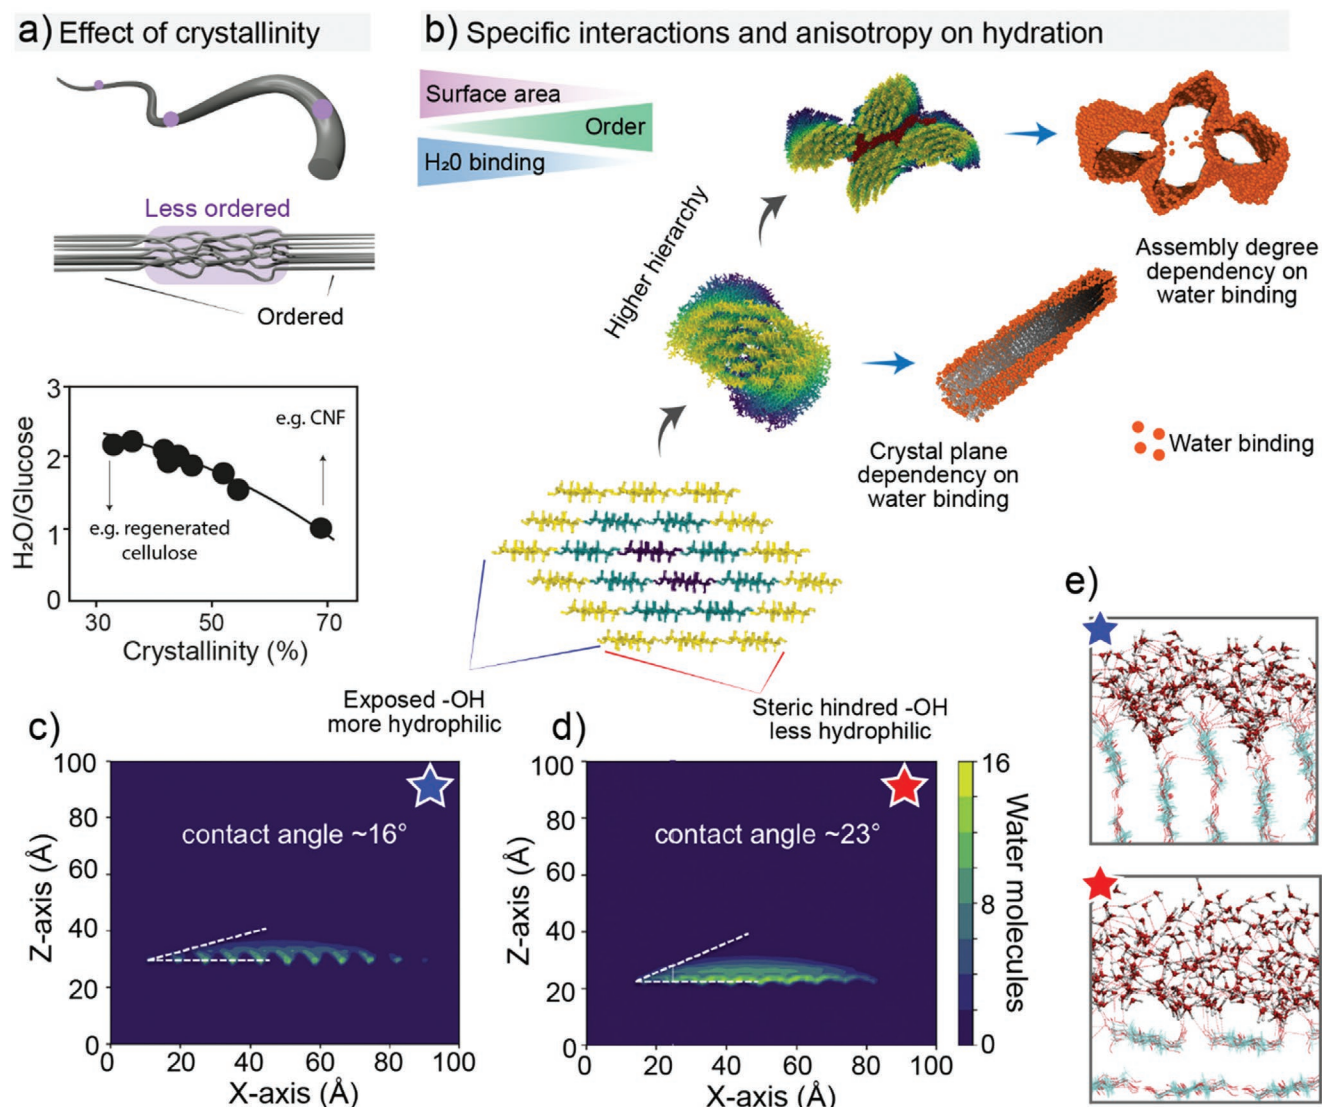 a) Effect of crystallinity
Less ordered
Ordered
H₂O/Glucose
3
2
1
0
e.g. CNF
e.g. regenerated
cellulose
30
50
70
Crystallinity (%)
b) Specific interactions and anisotropy on hydration
Surface area
Order
H₂0 binding
Higher hierarchy
Assembly degree
dependency on
water binding
Crystal plane
dependency on
water binding
Water binding
Exposed -OH
more hydrophilic
Steric hindred -OH
less hydrophilic
c)
contact angle ~16°
Z-axis (Å)
100
80
60
40
20
0
0
20
40
60
80
100
X-axis (Å)
d)
contact angle ~23°
Z-axis (Å)
100
80
60
40
20
0
0
20
40
60
80
100
X-axis (Å)
16
8
0
Water molecules
e)